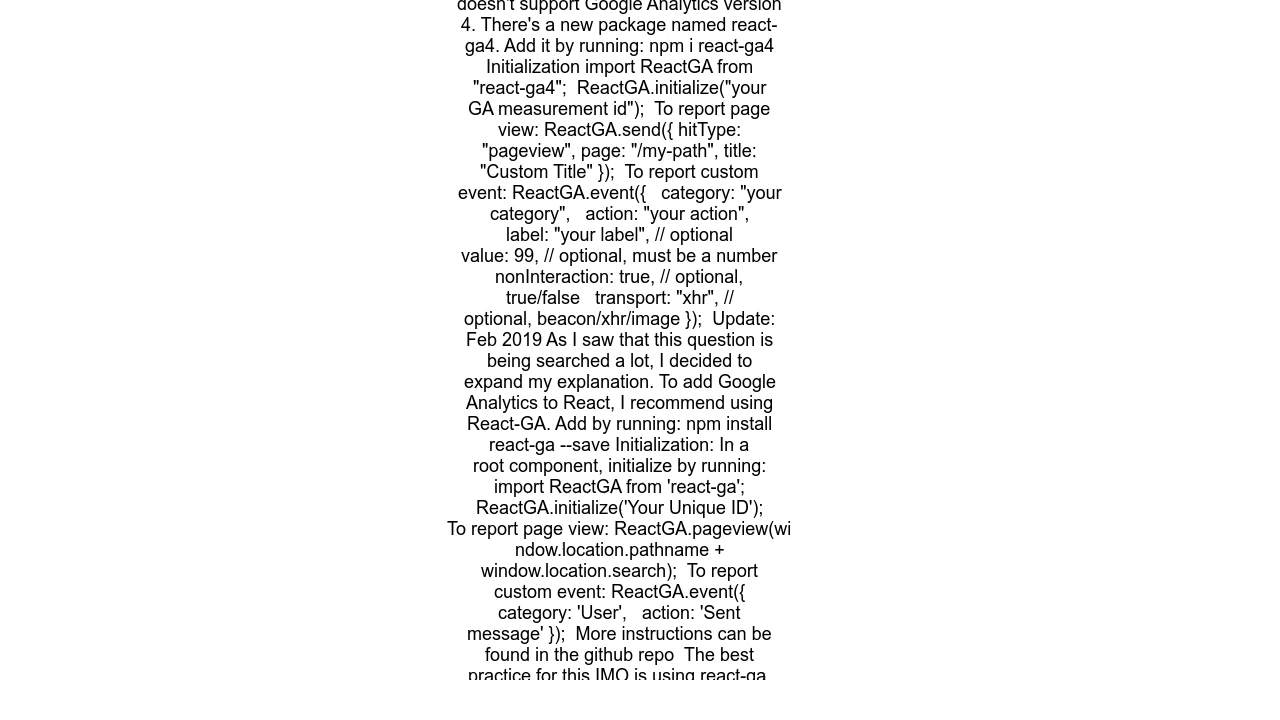 doesn't support Google Analytics version
4. There's a new package named react-
ga4. Add it by running: npm i react-ga4
Initialization import ReactGA from
"react-ga4";  ReactGA.initialize("your
GA measurement id");  To report page
view: ReactGA.send({ hitType:
"pageview", page: "/my-path", title:
"Custom Title" });  To report custom
event: ReactGA.event({   category: "your
category",   action: "your action",
label: "your label", // optional
value: 99, // optional, must be a number
nonInteraction: true, // optional,
true/false   transport: "xhr", //
optional, beacon/xhr/image });  Update:
Feb 2019 As I saw that this question is
being searched a lot, I decided to
expand my explanation. To add Google
Analytics to React, I recommend using
React-GA. Add by running: npm install
react-ga --save Initialization: In a
root component, initialize by running:
import ReactGA from 'react-ga';
ReactGA.initialize('Your Unique ID');
To report page view: ReactGA.pageview(wi
ndow.location.pathname +
window.location.search);  To report
custom event: ReactGA.event({
category: 'User',   action: 'Sent
message' });  More instructions can be
found in the github repo  The best
practice for this IMO is using react-ga.